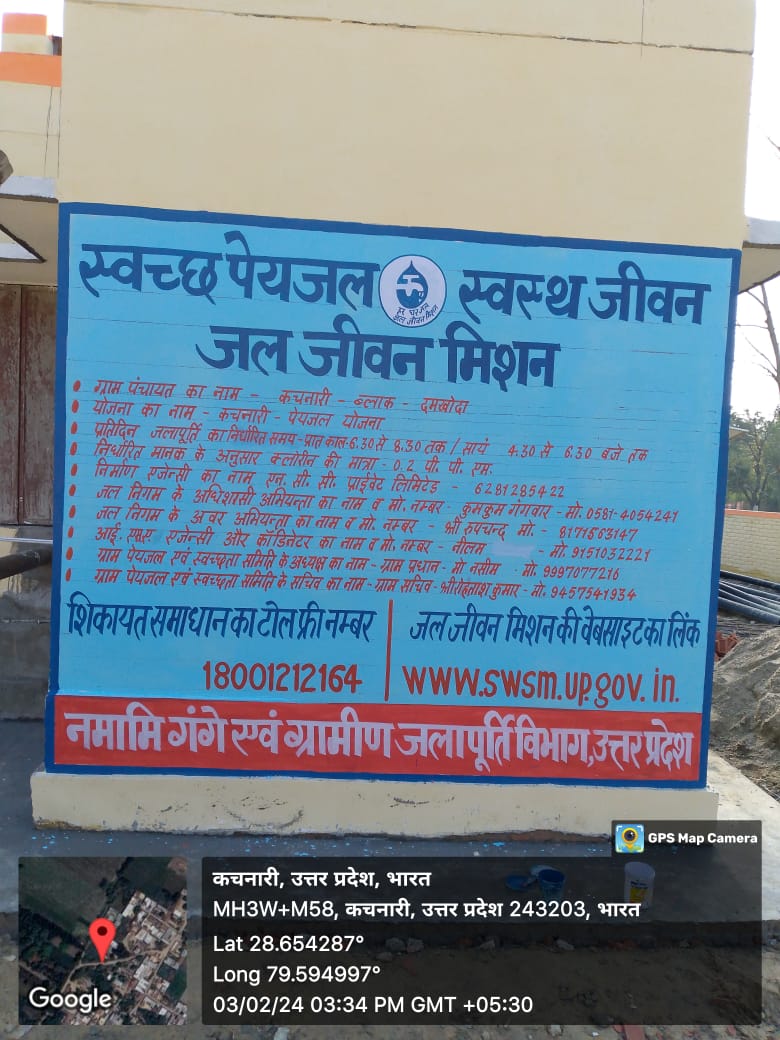 स्वच्छ पेयजल स्वस्थ जीवन
हर घर जल
जल जीवन मिशन
जल जीवन मिशन
• ग्राम पंचायत का नाम - कचनारी - ब्लाक - दमखोदा
• योजना का नाम - कचनारी - पेयजल योजना
• प्रतिदिन जलापूर्ति का निर्धारित समय - प्रातः काल - 6.30 से 8.30 तक / सायं 4.30 से 6.30 बजे तक
• निर्धारित मानक के अनुसार क्लोरीन की मात्रा - 0.2 पी. पी. एम.
• निर्माण एजेन्सी का नाम एन. सी. सी. प्राईवेट लिमिटेड - 6281285422
• जल निगम के अधिशासी अभियन्ता का नाम व मो. नम्बर - कुमकुम गंगवार - मो. 0581-4054241
• जल निगम के अवर अभियन्ता का नाम व मो. नम्बर - श्री रुपचन्द्र मो. - 8171563147
• आई. एस. ए. एजेन्सी और कोर्डिनेटर का नाम व मो. नम्बर - नीलम - मो. 9151032221
• ग्राम पेयजल एवं स्वच्छता समिति के अध्यक्ष का नाम - ग्राम प्रधान - मो नसीम मो. 9997077216
• ग्राम पेयजल एवं स्वच्छता समिति के सचिव का नाम - ग्राम सचिव - श्री रोहताश कुमार - मो. 9457541934
शिकायत समाधान का टोल फ्री नम्बर
18001212164
जल जीवन मिशन की वेबसाइट का लिंक
www.swsm.up.gov.in.
नमामि गंगे एवं ग्रामीण जलापूर्ति विभाग, उत्तर प्रदेश
GPS Map Camera
कचनारी, उत्तर प्रदेश, भारत
MH3W+M58, कचनारी, उत्तर प्रदेश 243203, भारत
Lat 28.654287°
Long 79.594997°
03/02/24 03:34 PM GMT +05:30
Google